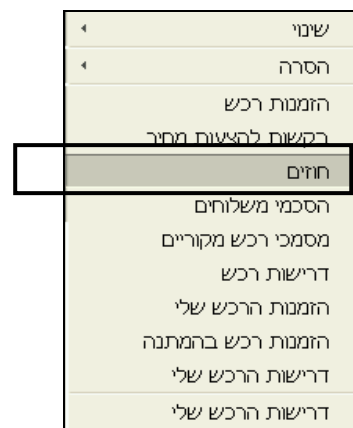 שינוי
הסרה
הזמנות רכש
בקשות להצעות מחיר
חוזים
הסכמי משלוחים
מסמכי רכש מקוריים
דרישות רכש
הזמנות הרכש שלי
הזמנות רכש בהמתנה
דרישות הרכש שלי
דרישות הרכש שלי